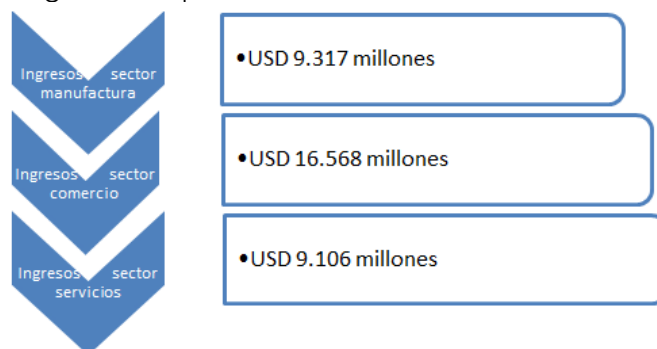 Ingresos sector
manufactura
•USD 9.317 millones
Ingresos sector
comercio
•USD 16.568 millones
Ingresos sector
servicios
•USD 9.106 millones